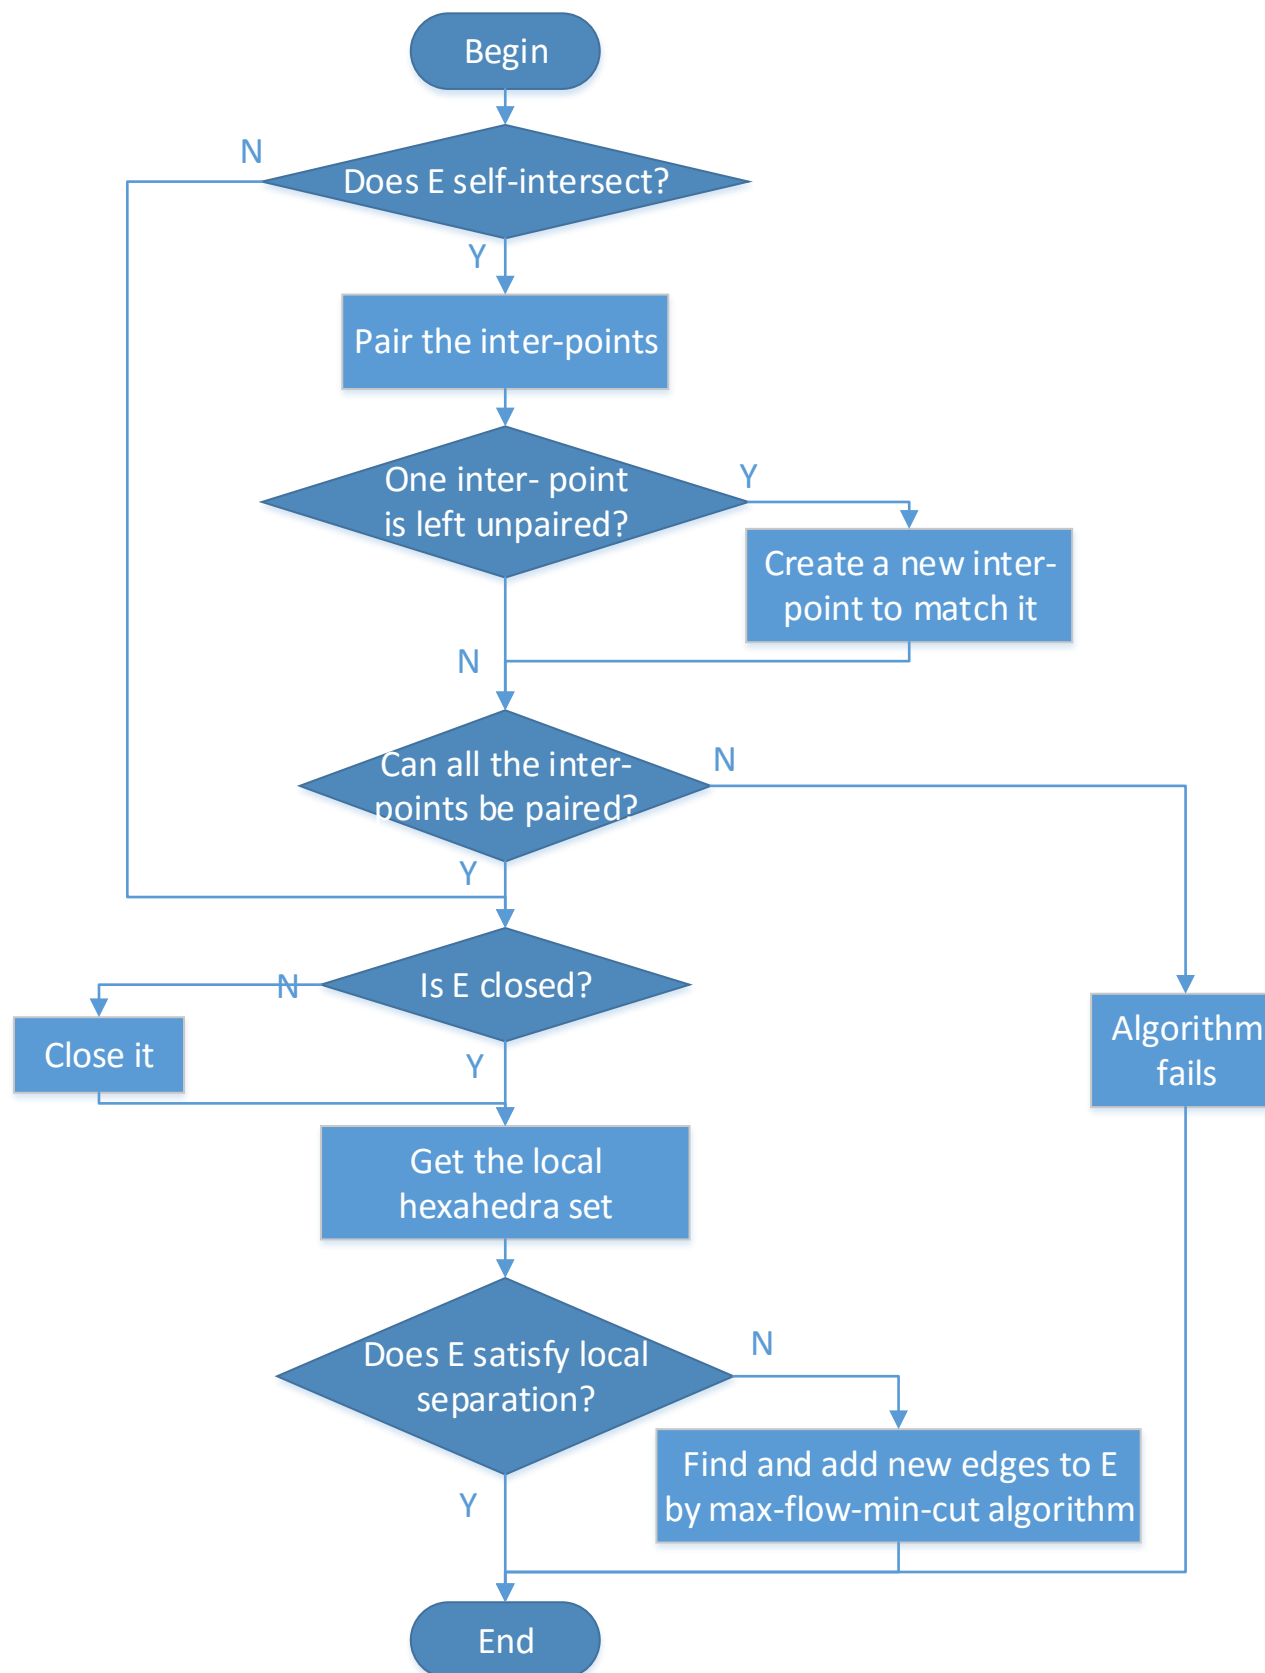 Begin
N
Does E self-intersect?
Y
Pair the inter-points
One inter- point
is left unpaired?
Y
Create a new inter-
point to match it
N
Can all the inter-
points be paired?
N
Y
Is E closed?
N
Close it
Y
Algorithm
fails
Get the local
hexahedra set
Does E satisfy local
separation?
N
Find and add new edges to E
by max-flow-min-cut algorithm
Y
End